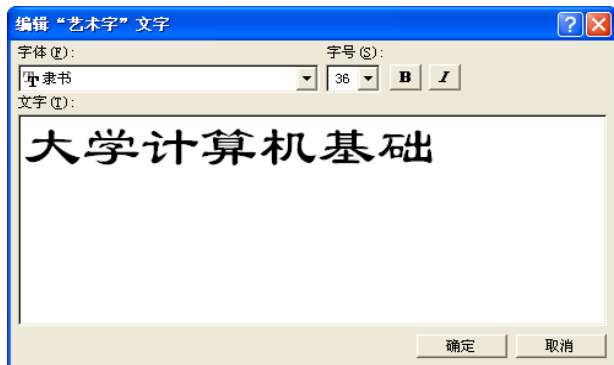 编辑“艺术字”文字
字体(F):
字号(S):
隶书
36
B
I
文字(T):
大学计算机基础
确定
取消